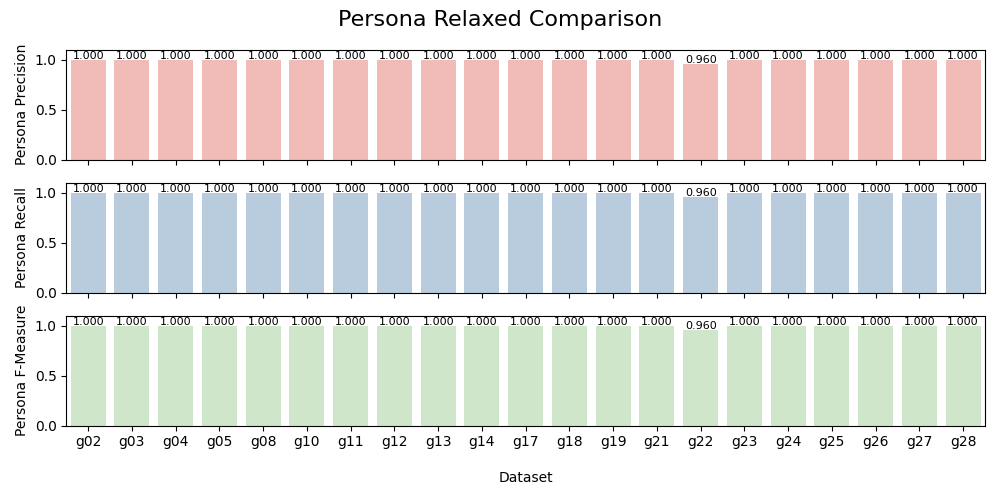 Persona Relaxed Comparison
Persona Precision
1.0
0.5
0.0
1.000 1.000 1.000 1.000 1.000 1.000 1.000 1.000 1.000 1.000 1.000 1.000 1.000 1.000 0.960 1.000 1.000 1.000 1.000 1.000 1.000
Persona Recall
1.0
0.5
0.0
1.000 1.000 1.000 1.000 1.000 1.000 1.000 1.000 1.000 1.000 1.000 1.000 1.000 1.000 0.960 1.000 1.000 1.000 1.000 1.000 1.000
Persona F-Measure
1.0
0.5
0.0
1.000 1.000 1.000 1.000 1.000 1.000 1.000 1.000 1.000 1.000 1.000 1.000 1.000 1.000 0.960 1.000 1.000 1.000 1.000 1.000 1.000
g02 g03 g04 g05 g08 g10 g11 g12 g13 g14 g17 g18 g19 g21 g22 g23 g24 g25 g26 g27 g28
Dataset